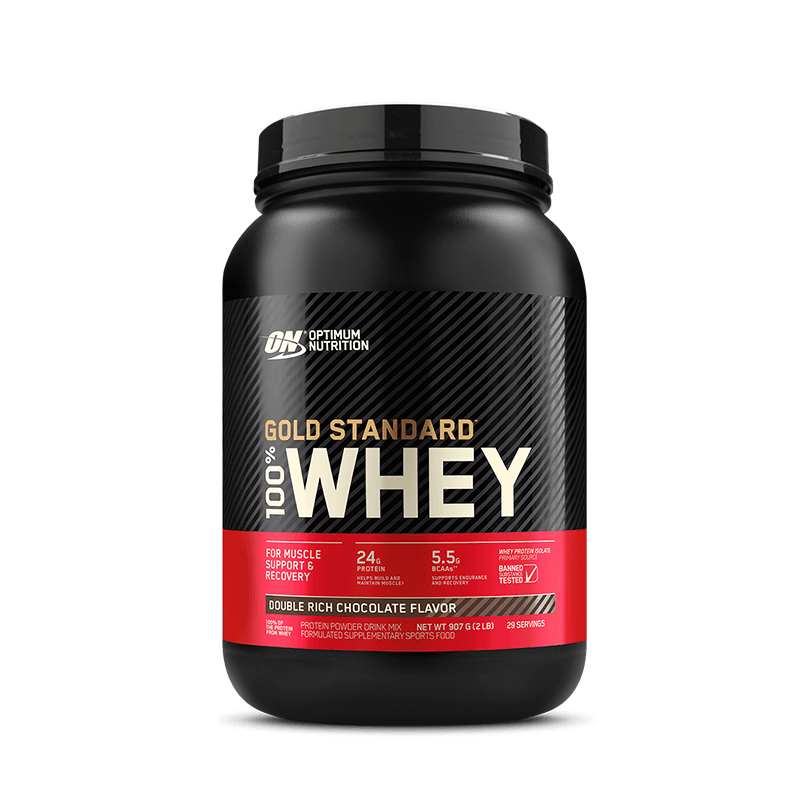 ON® OPTIMUM
NUTRITION
GOLD STANDARD™
100% WHEY
FOR MUSCLE
SUPPORT &
RECOVERY
24G
PROTEIN
HELPS BUILD AND
MAINTAIN MUSCLE†
5.5G
BCAAs**
SUPPORTS ENDURANCE
AND RECOVERY
WHEY PROTEIN ISOLATE
PRIMARY SOURCE
BANNED
SUBSTANCE
TESTED
DOUBLE RICH CHOCOLATE FLAVOR
100% OF
THE PROTEIN
FROM WHEY
PROTEIN POWDER DRINK MIX NET WT 907 G (2 LB) 29 SERVINGS
FORMULATED SUPPLEMENTARY SPORTS FOOD